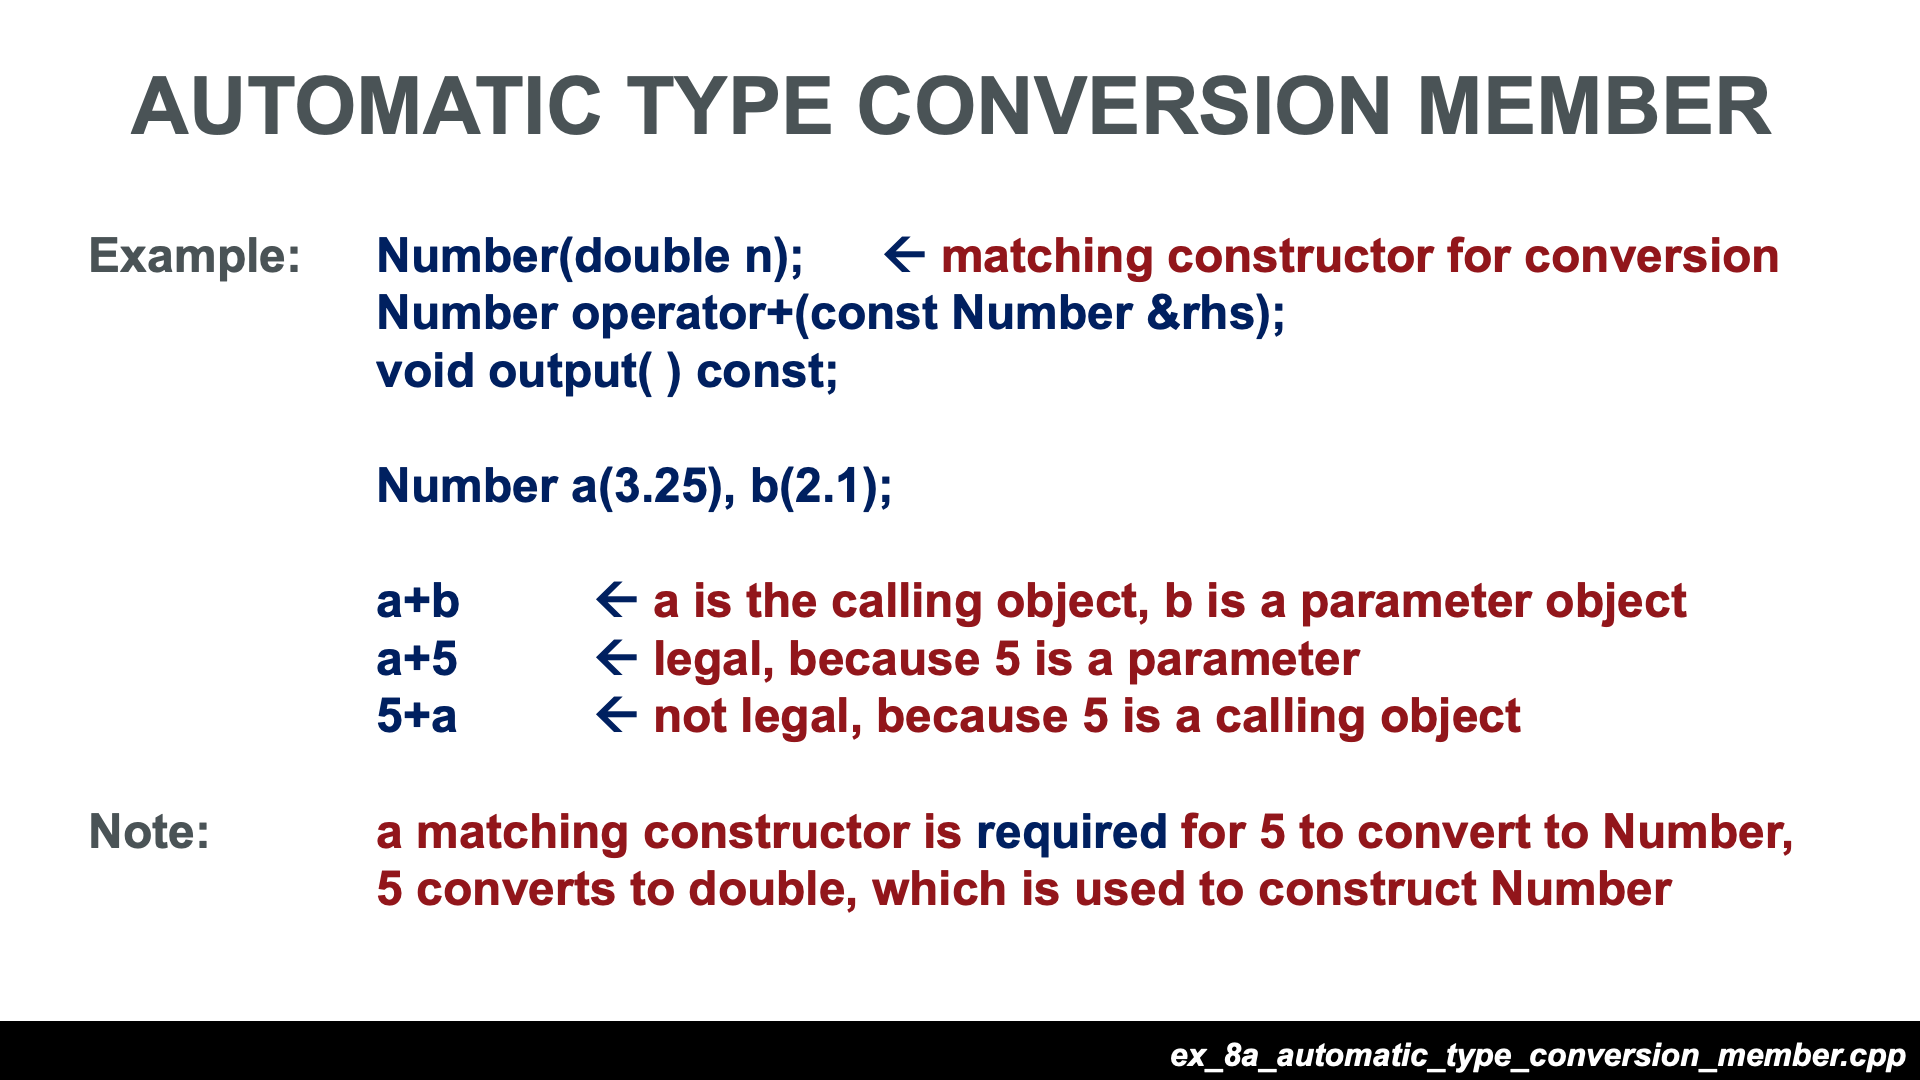 AUTOMATIC TYPE CONVERSION MEMBER
Example: Number(double n); ← matching constructor for conversion
Number operator+(const Number &rhs);
void output( ) const;
Number a(3.25), b(2.1);
a+b ← a is the calling object, b is a parameter object
a+5 ← legal, because 5 is a parameter
5+a ← not legal, because 5 is a calling object
Note: a matching constructor is required for 5 to convert to Number,
5 converts to double, which is used to construct Number
ex_8a_automatic_type_conversion_member.cpp